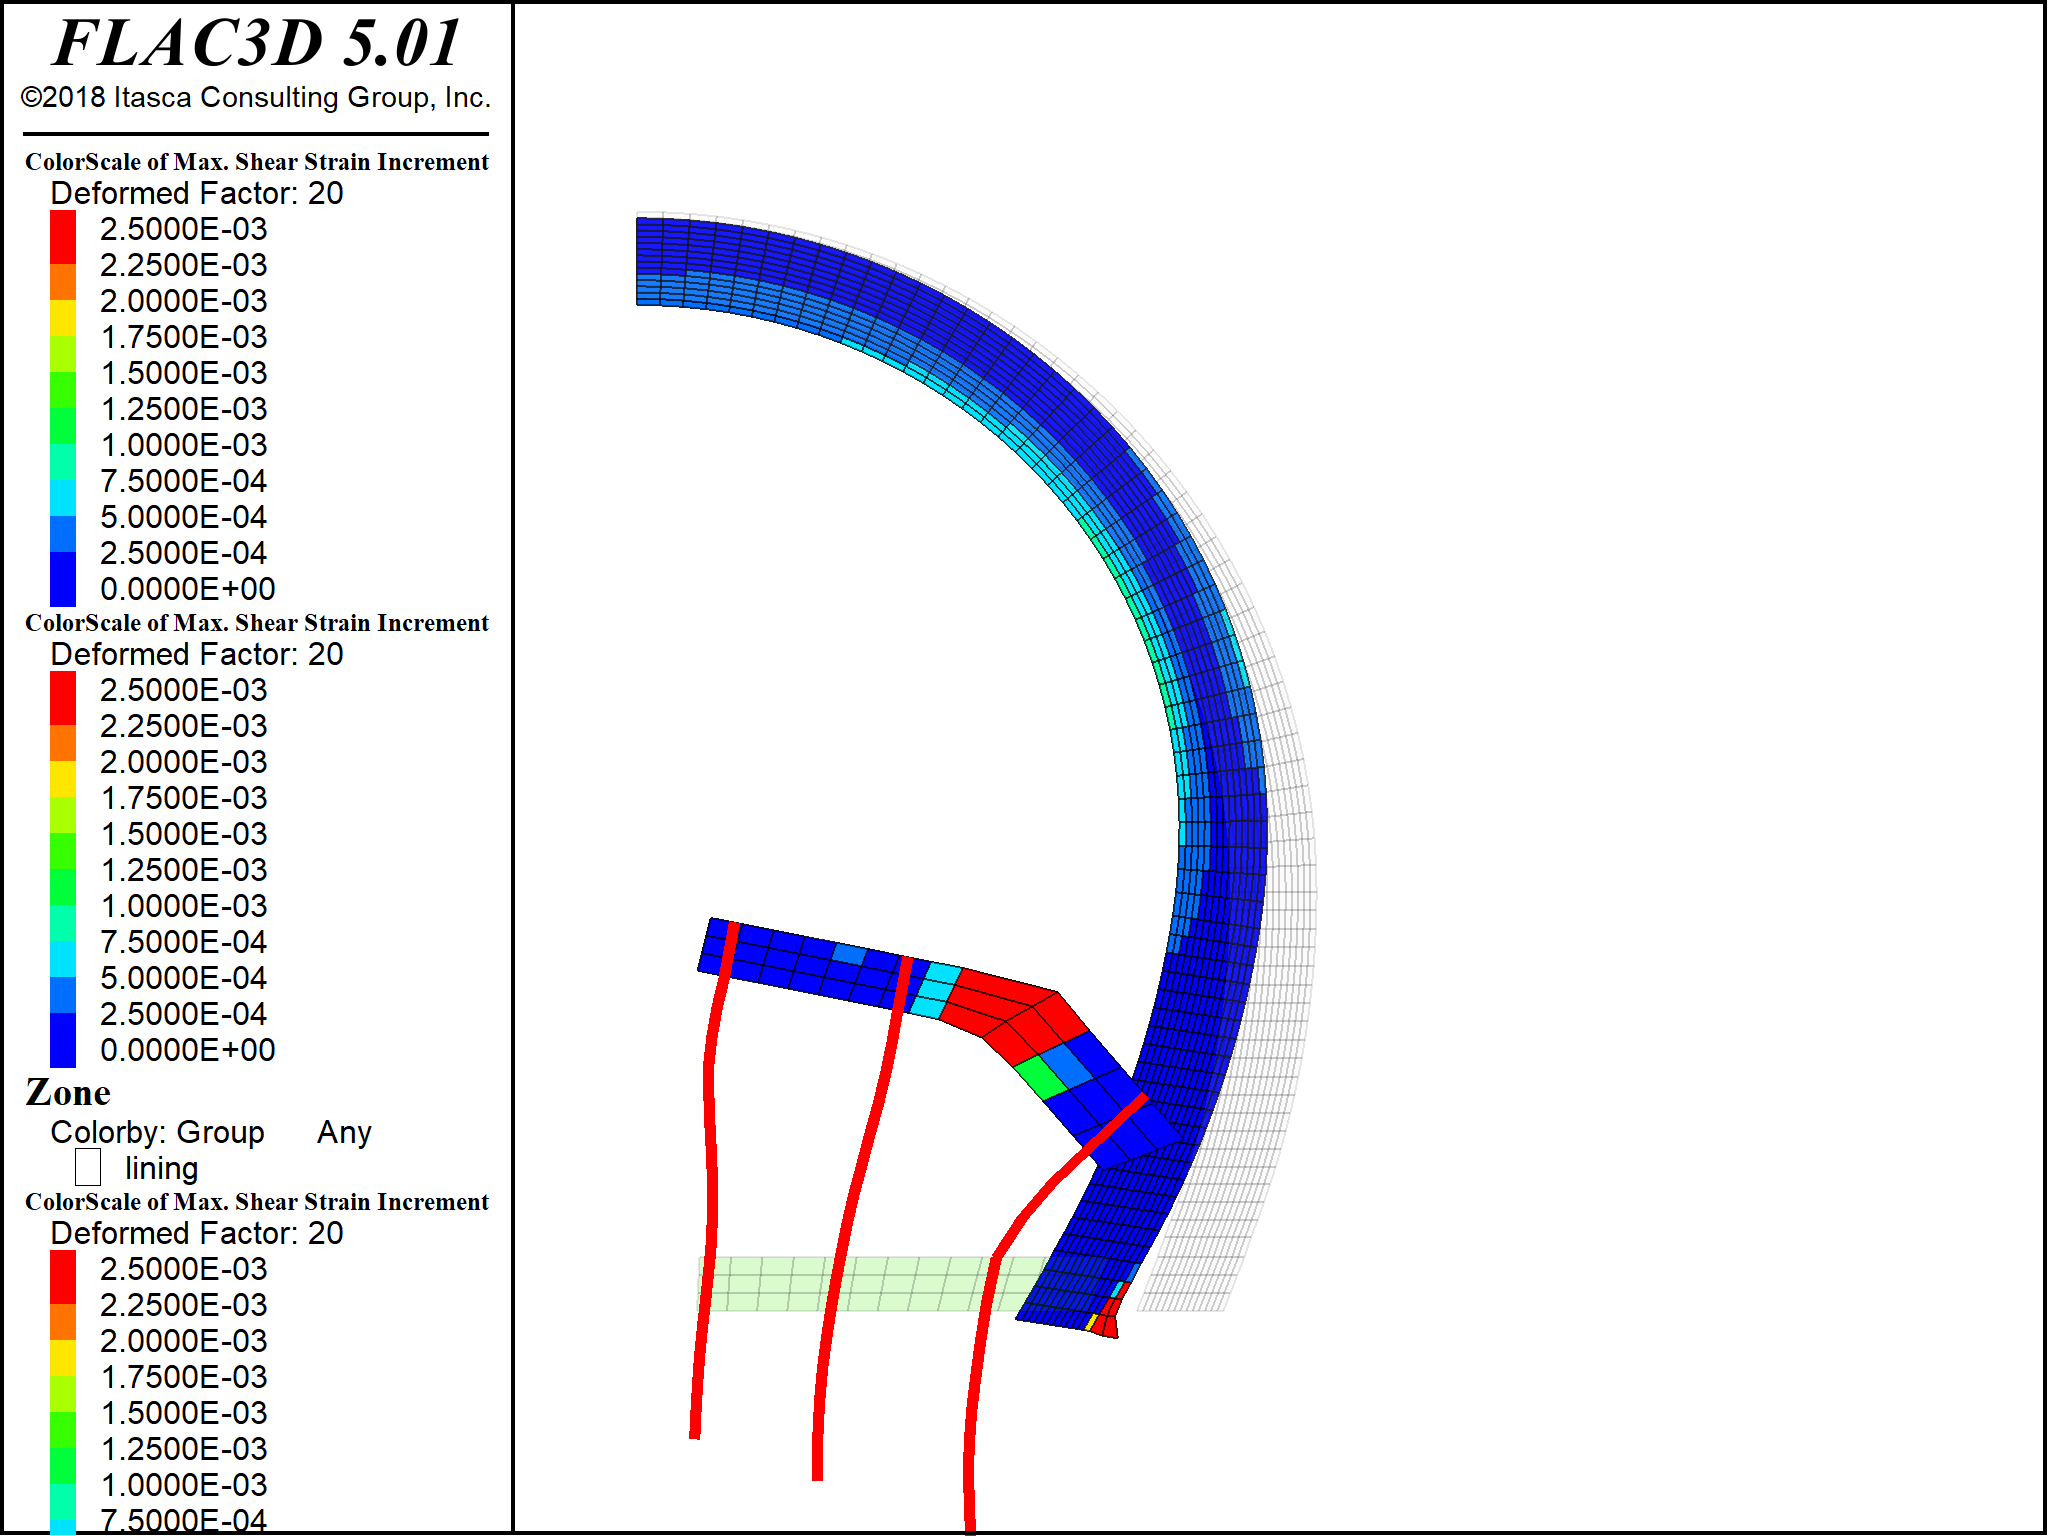 FLAC3D 5.01
©2018 Itasca Consulting Group, Inc.
ColorScale of Max. Shear Strain Increment
Deformed Factor: 20
2.5000E-03
2.2500E-03
2.0000E-03
1.7500E-03
1.5000E-03
1.2500E-03
1.0000E-03
7.5000E-04
5.0000E-04
2.5000E-04
0.0000E+00
ColorScale of Max. Shear Strain Increment
Deformed Factor: 20
2.5000E-03
2.2500E-03
2.0000E-03
1.7500E-03
1.5000E-03
1.2500E-03
1.0000E-03
7.5000E-04
5.0000E-04
2.5000E-04
0.0000E+00
Zone
Colorby: Group Any
lining
ColorScale of Max. Shear Strain Increment
Deformed Factor: 20
2.5000E-03
2.2500E-03
2.0000E-03
1.7500E-03
1.5000E-03
1.2500E-03
1.0000E-03
7.5000E-04